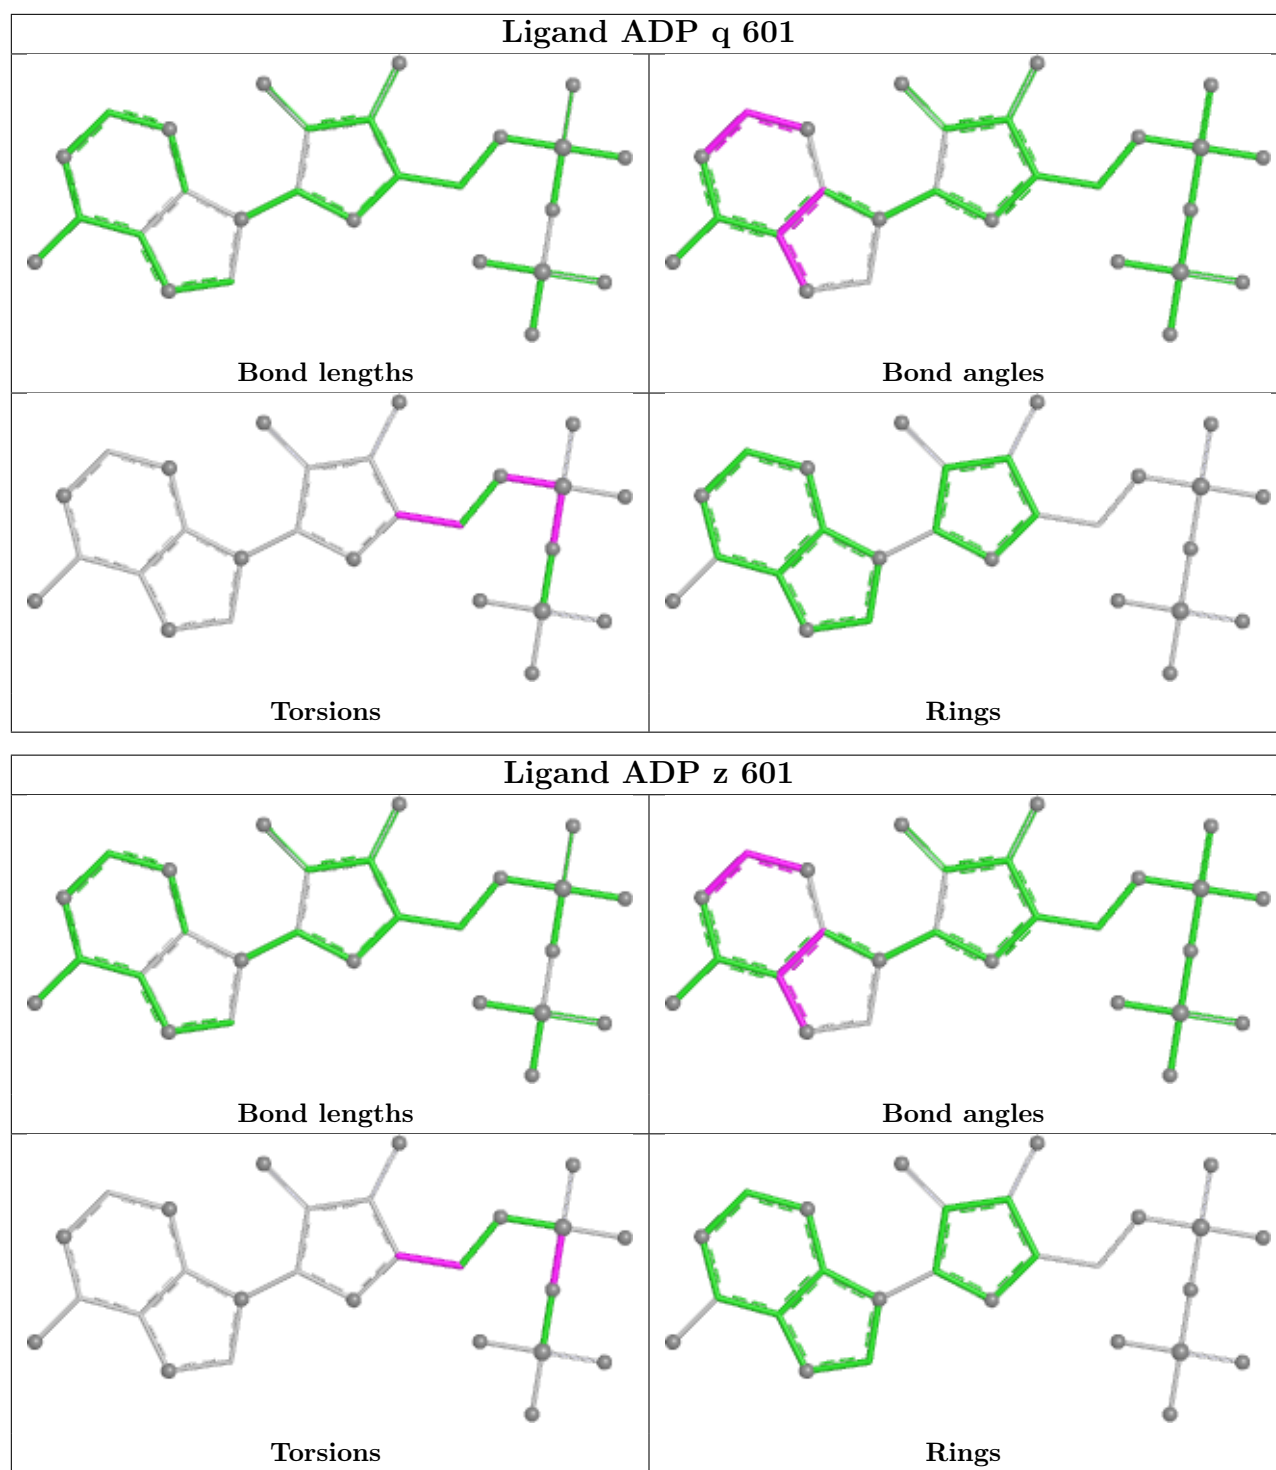 Ligand ADP q 601
Bond lengths
Bond angles
Torsions
Rings
Ligand ADP z 601
Bond lengths
Bond angles
Torsions
Rings